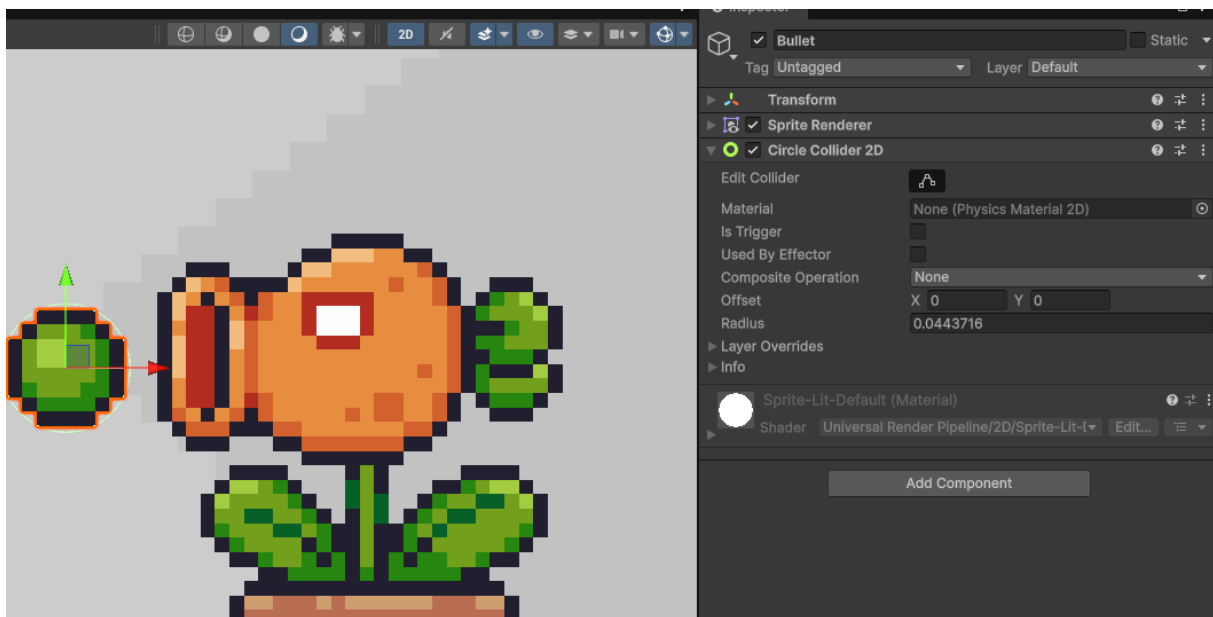 Inspector
2D
Bullet
Static
Tag Untagged
Layer Default
Transform
Sprite Renderer
Circle Collider 2D
Edit Collider
Material
None (Physics Material 2D)
Is Trigger
Used By Effector
Composite Operation
None
Offset
X 0
Y 0
Radius
0.0443716
Layer Overrides
Info
Sprite-Lit-Default (Material)
Shader
Universal Render Pipeline/2D/Sprite-Lit-
Edit...
Add Component